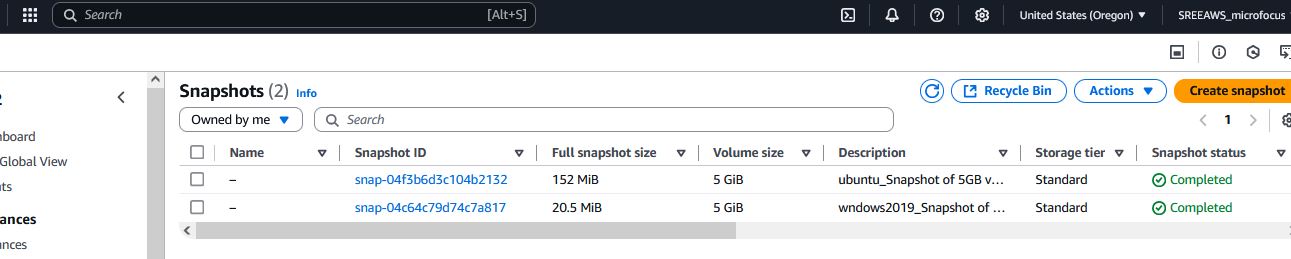 Search [Alt+S] United States (Oregon) SREEAWS_microfocus
Snapshots (2) Info Recycle Bin Actions Create snapshot
Owned by me Search 1
Name Snapshot ID Full snapshot size Volume size Description Storage tier Snapshot status
– snap-04f3b6d3c104b2132 152 MiB 5 GiB ubuntu_Snapshot of 5GB v... Standard Completed
– snap-04c64c79d74c7a817 20.5 MiB 5 GiB wndows2019_Snapshot of ... Standard Completed
2
nboard
Global View
ts
ances
nces